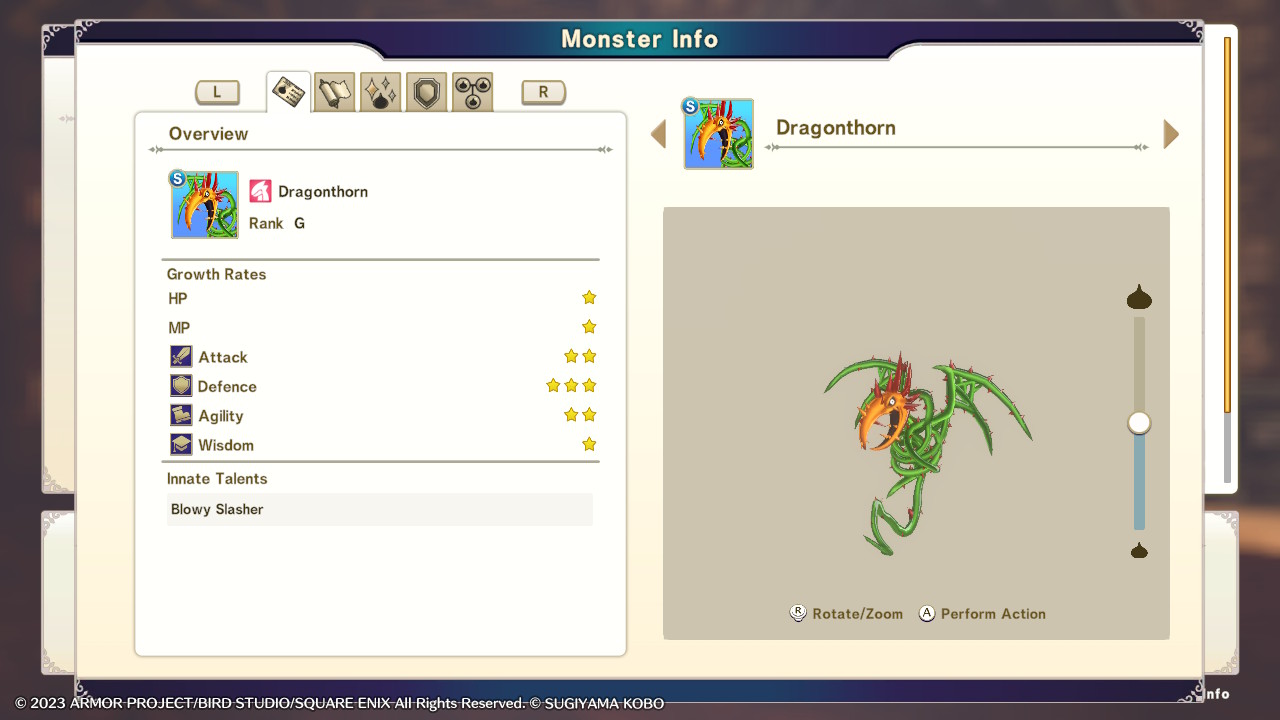 Monster Info
L
R
Overview
S
Dragonthorn
Rank G
Growth Rates
HP
MP
Attack
Defence
Agility
Wisdom
Innate Talents
Blowy Slasher
S
Dragonthorn
R Rotate/Zoom A Perform Action
Info
© 2023 ARMOR PROJECT/BIRD STUDIO/SQUARE ENIX All Rights Reserved. © SUGIYAMA KOBO